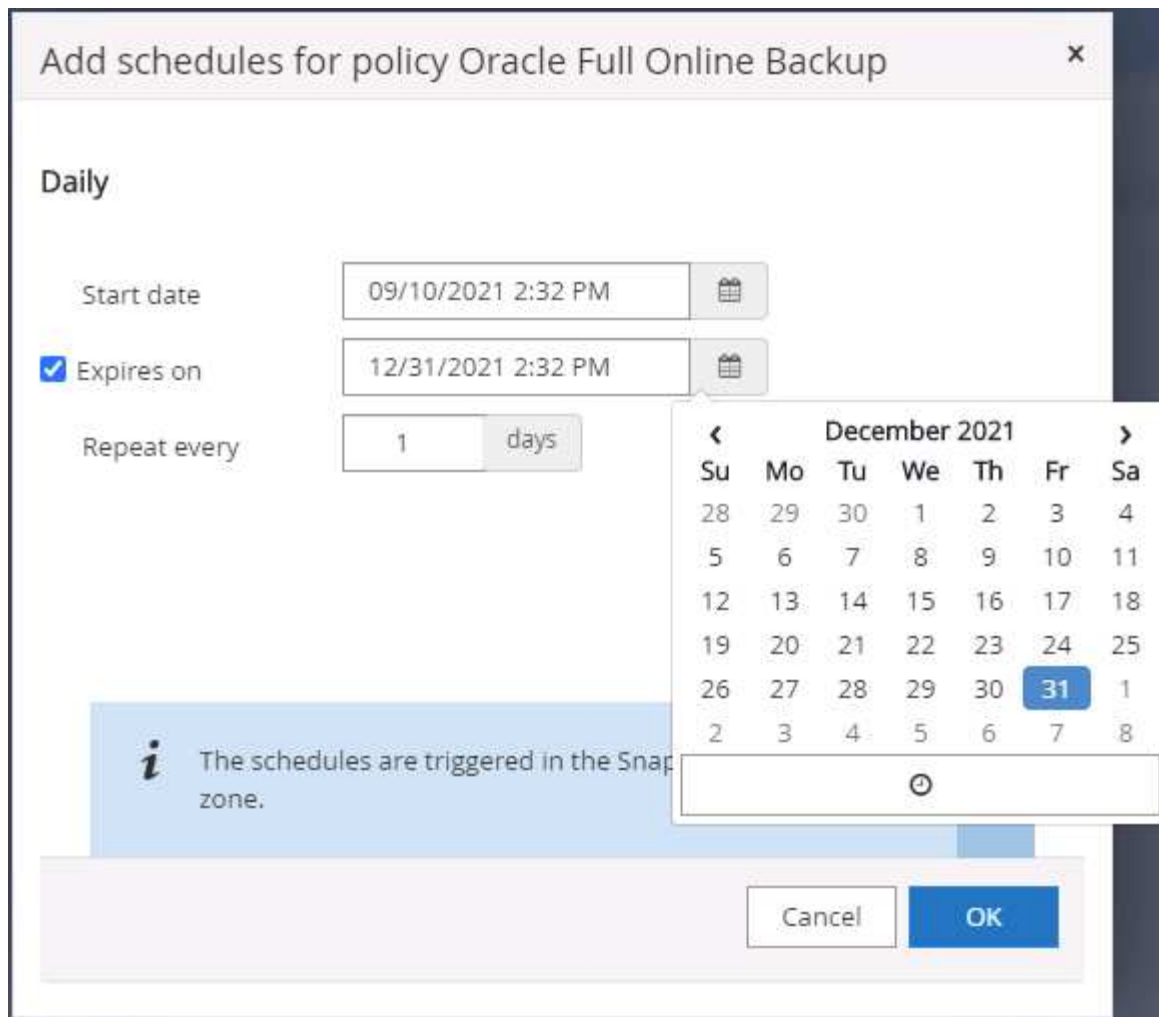 Add schedules for policy Oracle Full Online Backup ×
Daily
Start date 09/10/2021 2:32 PM
Expires on 12/31/2021 2:32 PM
Repeat every 1 days
‹ December 2021 ›
Su Mo Tu We Th Fr Sa
28 29 30 1 2 3 4
5 6 7 8 9 10 11
12 13 14 15 16 17 18
19 20 21 22 23 24 25
26 27 28 29 30 31 1
2 3 4 5 6 7 8
i The schedules are triggered in the
zone.
Cancel OK